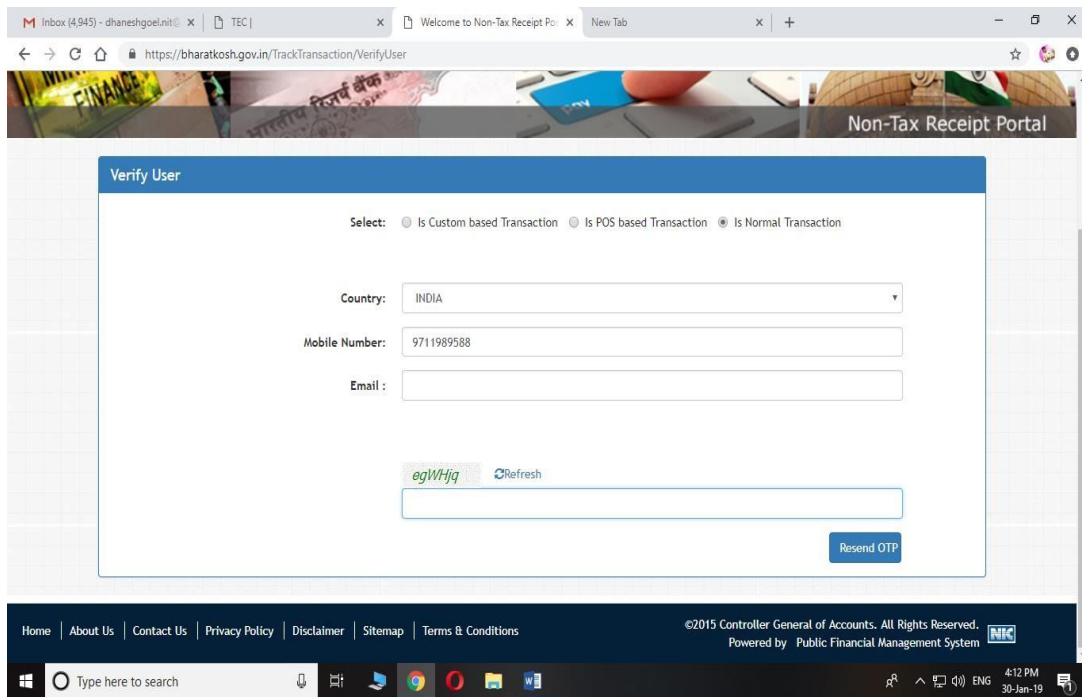 Inbox (4,945) - dhaneshgoel.nit@
TEC |
Welcome to Non-Tax Receipt Po
New Tab
https://bharatkosh.gov.in/TrackTransaction/VerifyUser
FINANCE
भारतीय रिज़र्व बैंक
Pay
Non-Tax Receipt Portal
Verify User
Select: Is Custom based Transaction Is POS based Transaction Is Normal Transaction
Country: INDIA
Mobile Number: 9711989588
Email :
egWHjq Refresh
Resend OTP
Home | About Us | Contact Us | Privacy Policy | Disclaimer | Sitemap | Terms & Conditions
©2015 Controller General of Accounts. All Rights Reserved.
Powered by Public Financial Management System
NIC
Type here to search
ENG
4:12 PM
30-Jan-19
1